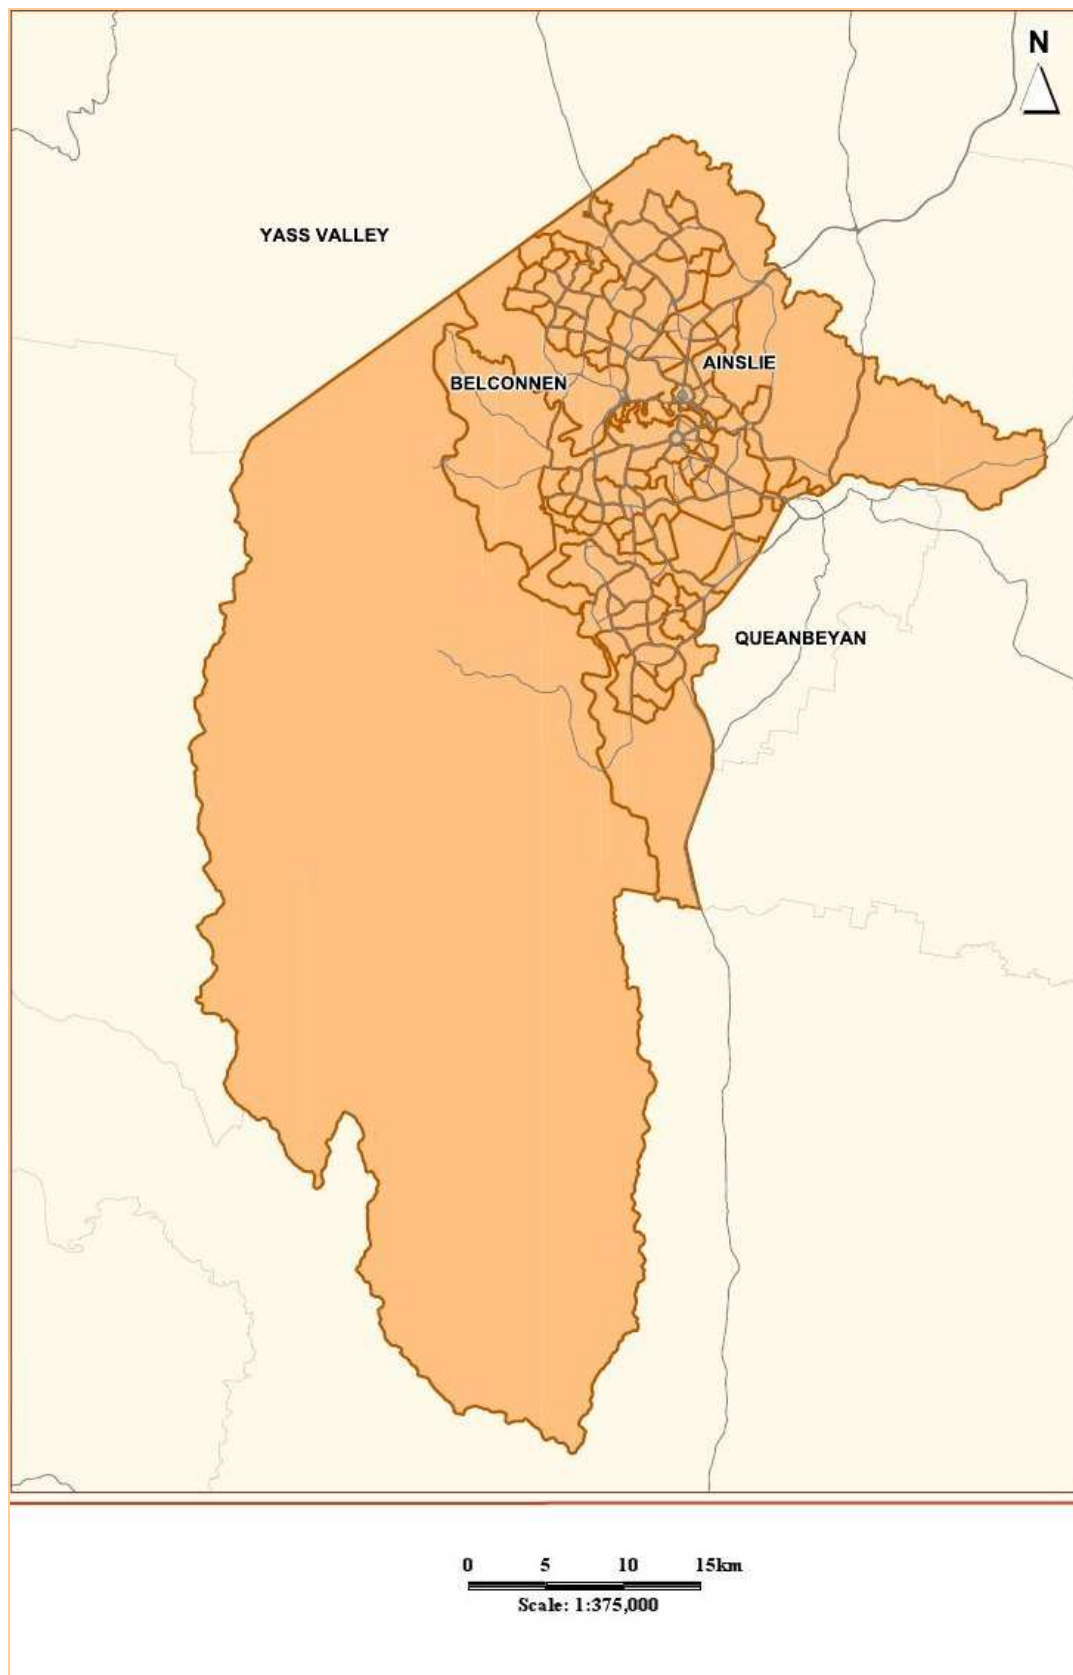 N
YASS VALLEY
AINSLIE
BELCONNEN
QUEANBEYAN
0 5 10 15km
Scale: 1:375,000